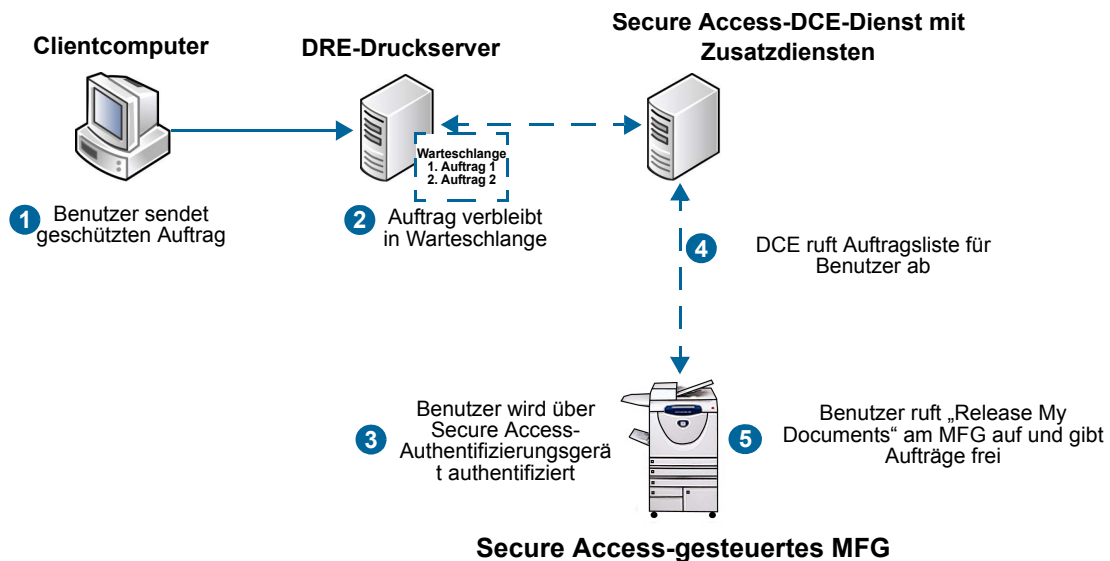 Clientcomputer
DRE-Druckserver
Secure Access-DCE-Dienst mit
Zusatzdiensten
Warteschlange
1. Auftrag 1
2. Auftrag 2
1 Benutzer sendet
geschützten Auftrag
2 Auftrag verbleibt
in Warteschlange
4 DCE ruft Auftragsliste für
Benutzer ab
3 Benutzer wird über
Secure Access-
Authentifizierungsgerä
t authentifiziert
5 Benutzer ruft „Release My
Documents“ am MFG auf und gibt
Aufträge frei
Secure Access-gesteuertes MFG